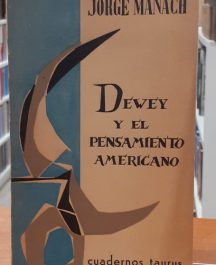 JORGE MAÑACH
DEWEY
Y EL
PENSAMIENTO
AMERICANO
cuadernos taurus